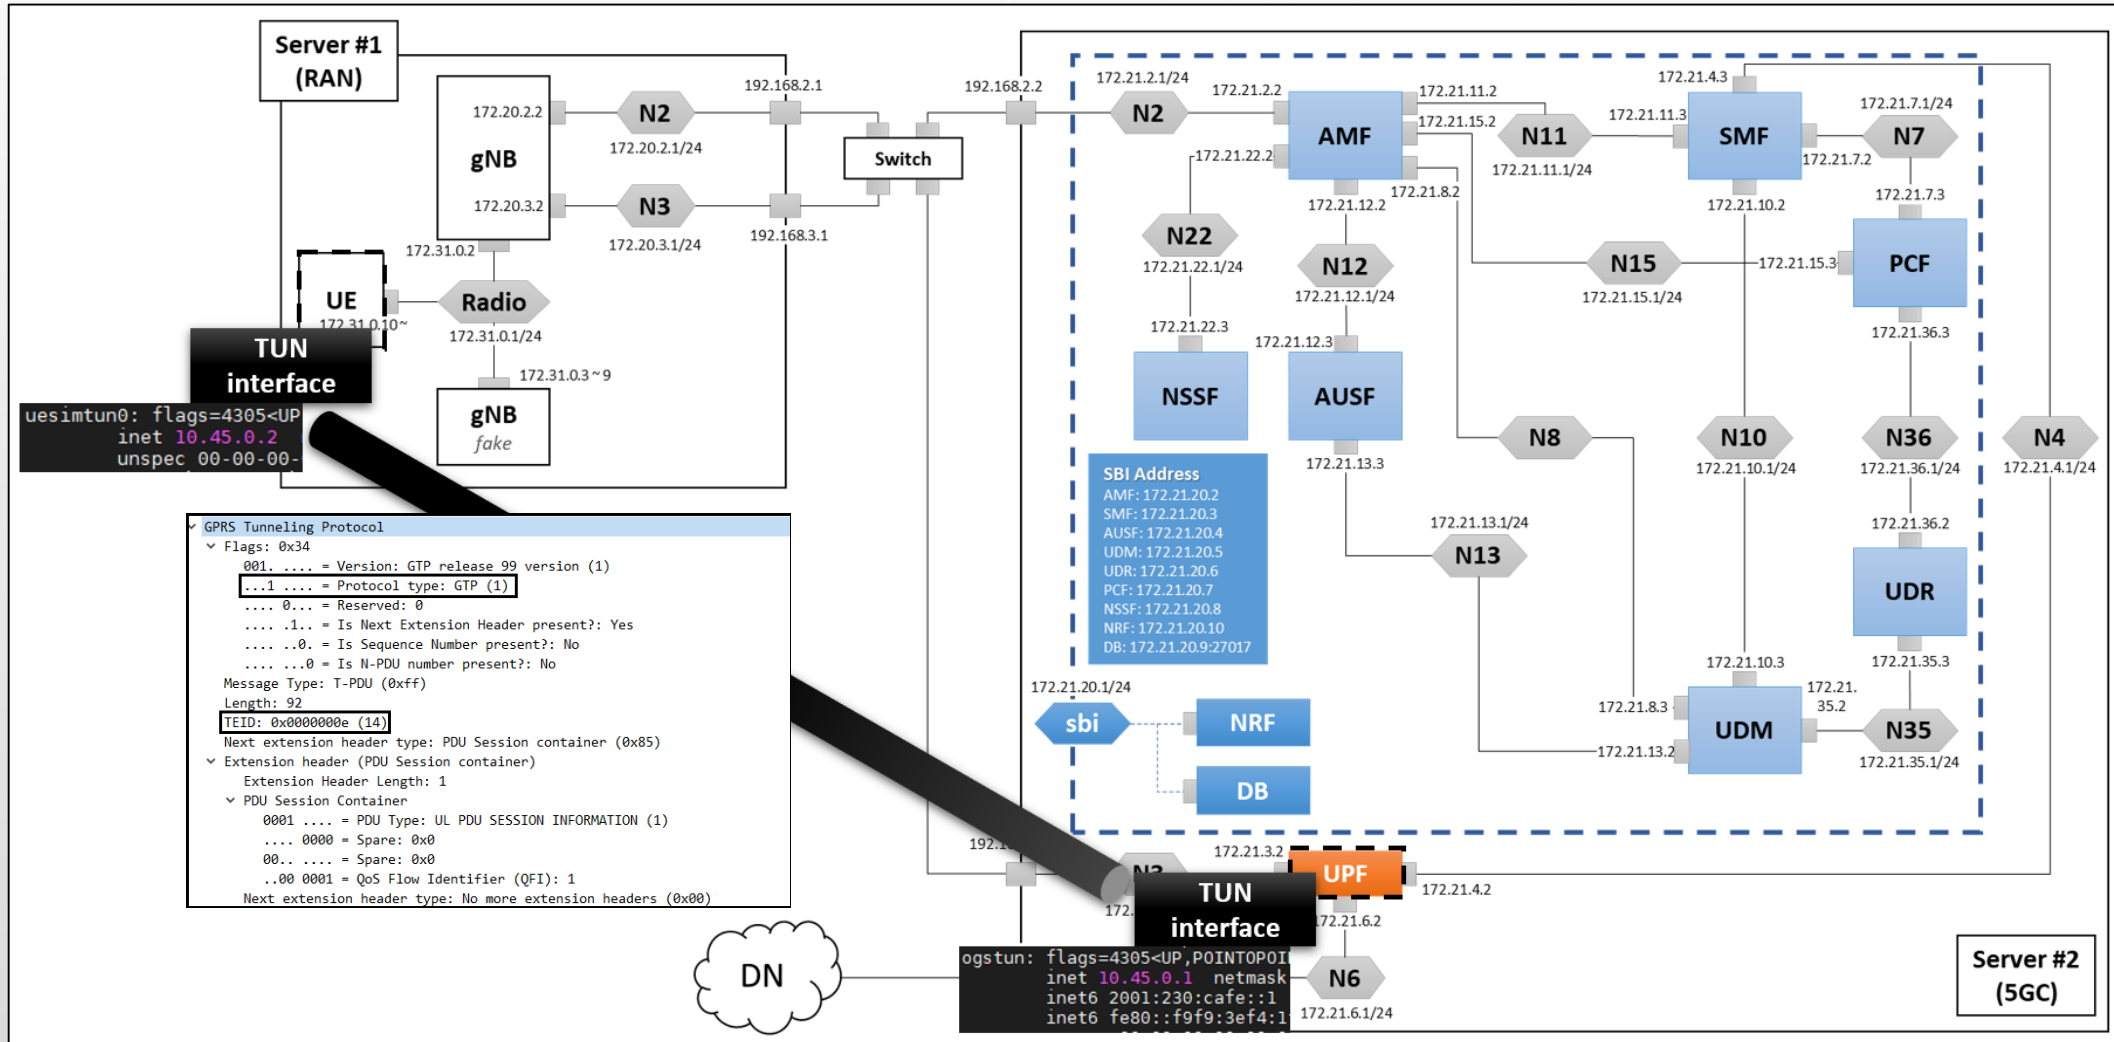 Server #1
(RAN)
192.168.2.1
172.20.2.2
N2
172.20.2.1/24
gNB
172.20.3.2
N3
172.20.3.1/24
192.168.3.1
172.31.0.2
UE
172.31.0.10~
Radio
172.31.0.1/24
172.31.0.3 ~ 9
gNB
fake
Switch
192.168.2.2
TUN
interface
uesimtun0: flags=4305<UP
inet 10.45.0.2
unspec 00-00-00-
GPRS Tunneling Protocol
Flags: 0x34
001. .... = Version: GTP release 99 version (1)
...1 .... = Protocol type: GTP (1)
.... 0... = Reserved: 0
.... .1.. = Is Next Extension Header present?: Yes
.... ..0. = Is Sequence Number present?: No
.... ...0 = Is N-PDU number present?: No
Message Type: T-PDU (0xff)
Length: 92
TEID: 0x0000000e (14)
Next extension header type: PDU Session container (0x85)
Extension header (PDU Session container)
Extension Header Length: 1
PDU Session Container
0001 .... = PDU Type: UL PDU SESSION INFORMATION (1)
.... 0000 = Spare: 0x0
00.. .... = Spare: 0x0
..00 0001 = QoS Flow Identifier (QFI): 1
Next extension header type: No more extension headers (0x00)
172.21.2.1/24
N2
172.21.2.2
AMF
172.21.11.2
172.21.15.2
172.21.22.2
172.21.8.2
172.21.12.2
N11
172.21.11.1/24
172.21.11.3
172.21.4.3
SMF
172.21.7.1/24
N7
172.21.7.2
172.21.10.2
172.21.7.3
N22
172.21.22.1/24
N12
172.21.12.1/24
N15
172.21.15.1/24
172.21.15.3
PCF
172.21.36.3
172.21.22.3
NSSF
172.21.12.3
AUSF
172.21.13.3
N8
N10
172.21.10.1/24
N36
172.21.36.1/24
N4
172.21.4.1/24
SBI Address
AMF: 172.21.20.2
SMF: 172.21.20.3
AUSF: 172.21.20.4
UDM: 172.21.20.5
UDR: 172.21.20.6
PCF: 172.21.20.7
NSSF: 172.21.20.8
NRF: 172.21.20.10
DB: 172.21.20.9:27017
172.21.13.1/24
N13
172.21.36.2
UDR
172.21.35.3
172.21.20.1/24
sbi
NRF
DB
172.21.10.3
172.21.8.3
172.21.13.2
UDM
172.21.
35.2
N35
172.21.35.1/24
192.1
N3
172.
172.21.3.2
UPF
172.21.4.2
172.21.6.2
TUN
interface
ogstun: flags=4305<UP,POINTOPOI
inet 10.45.0.1 netmask
inet6 2001:230:cafe::1
inet6 fe80::f9f9:3ef4:1
DN
N6
172.21.6.1/24
Server #2
(5GC)